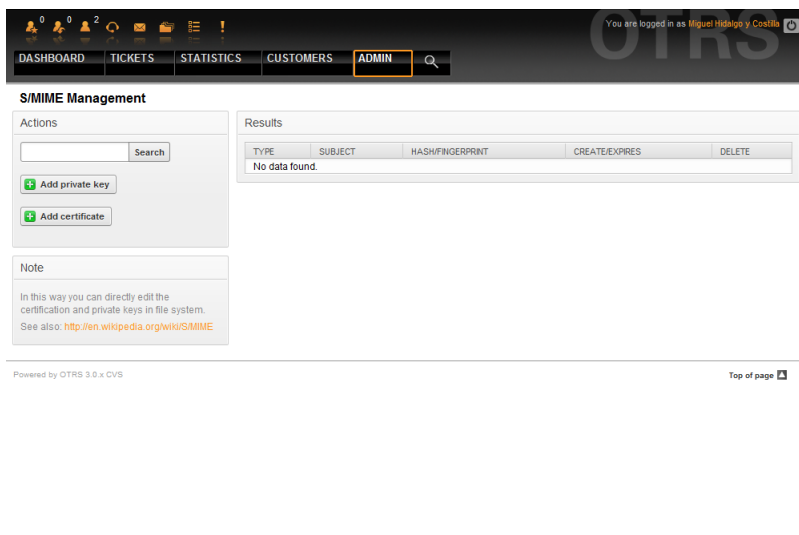 0 0 2
You are logged in as Miguel Hidalgo y Costilla
OTRS
DASHBOARD TICKETS STATISTICS CUSTOMERS ADMIN
S/MIME Management
Actions
Search
Add private key
Add certificate
Note
In this way you can directly edit the
certification and private keys in file system.
See also: http://en.wikipedia.org/wiki/S/MIME
Results
TYPE SUBJECT HASH/FINGERPRINT CREATE/EXPIRES DELETE
No data found.
Powered by OTRS 3.0.x CVS
Top of page